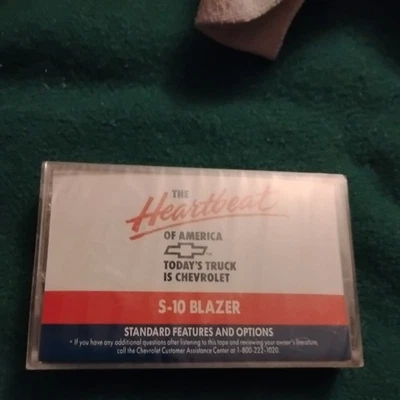 THE
Heartbeat
OF AMERICA
TM
TODAY'S TRUCK
IS CHEVROLET
S-10 BLAZER
STANDARD FEATURES AND OPTIONS
* If you have any additional questions after listening to this tape and reviewing your owner's literature,
call the Chevrolet Customer Assistance Center at 1-800-222-1020.